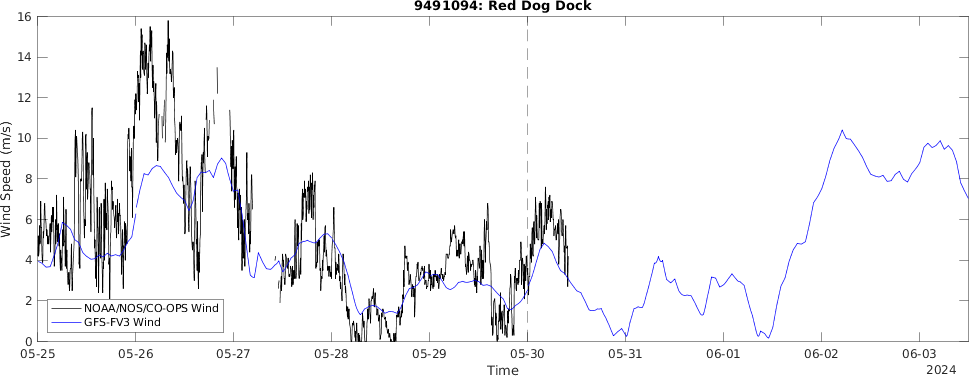 9491094: Red Dog Dock
Wind Speed (m/s)
16
14
12
10
8
6
4
2
0
NOAA/NOS/CO-OPS Wind
GFS-FV3 Wind
05-25 05-26 05-27 05-28 05-29 05-30 05-31 06-01 06-02 06-03
Time
2024